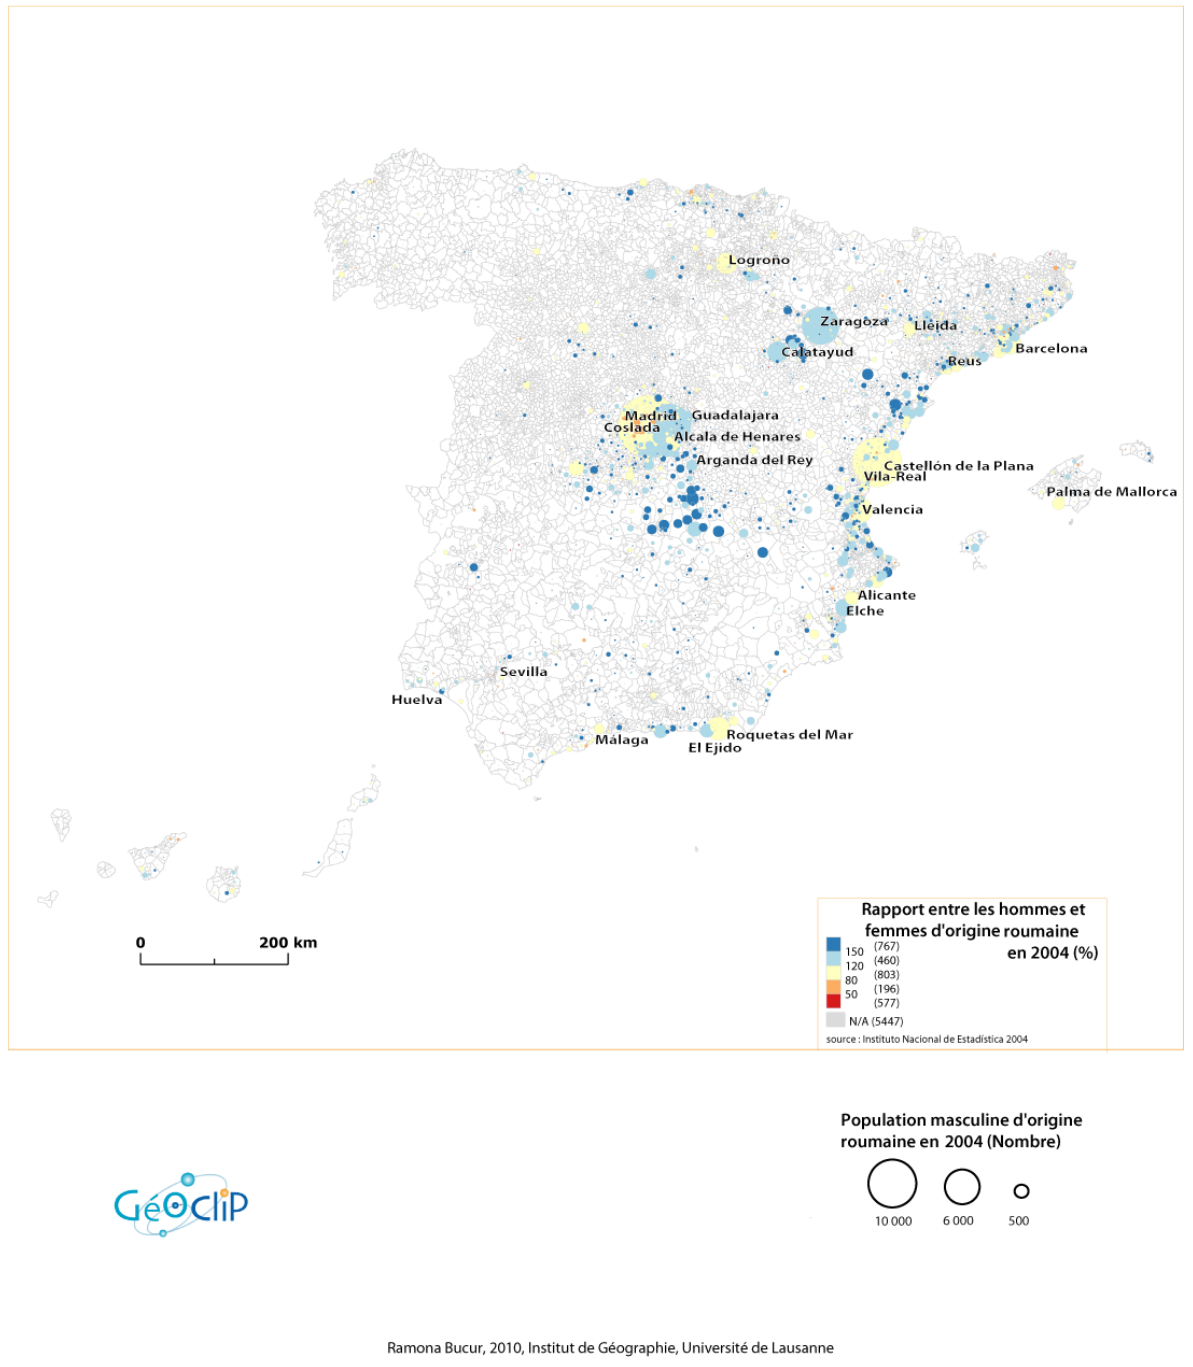 Logroño
Zaragoza
Lleida
Calatayud
Reus
Barcelona
Madrid
Guadalajara
Coslada
Alcala de Henares
Arganda del Rey
Castellón de la Plana
Vila-Real
Palma de Mallorca
Valencia
Alicante
Elche
Sevilla
Huelva
Málaga
Roquetas del Mar
El Ejido
0 200 km
Rapport entre les hommes et
femmes d'origine roumaine
en 2004 (%)
(767)
150
(460)
120
(803)
80
(196)
50
(577)
N/A (5447)
source : Instituto Nacional de Estadística 2004
Population masculine d'origine
roumaine en 2004 (Nombre)
10 000 6 000 500
GéOcliP
Ramona Bucur, 2010, Institut de Géographie, Université de Lausanne